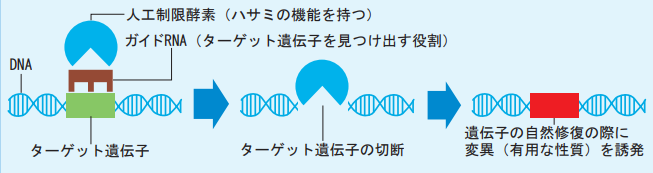 人工制限酵素（ハサミの機能を持つ）
ガイドRNA（ターゲット遺伝子を見つけ出す役割）
DNA
ターゲット遺伝子
ターゲット遺伝子の切断
遺伝子の自然修復の際に
変異（有用な性質）を誘発